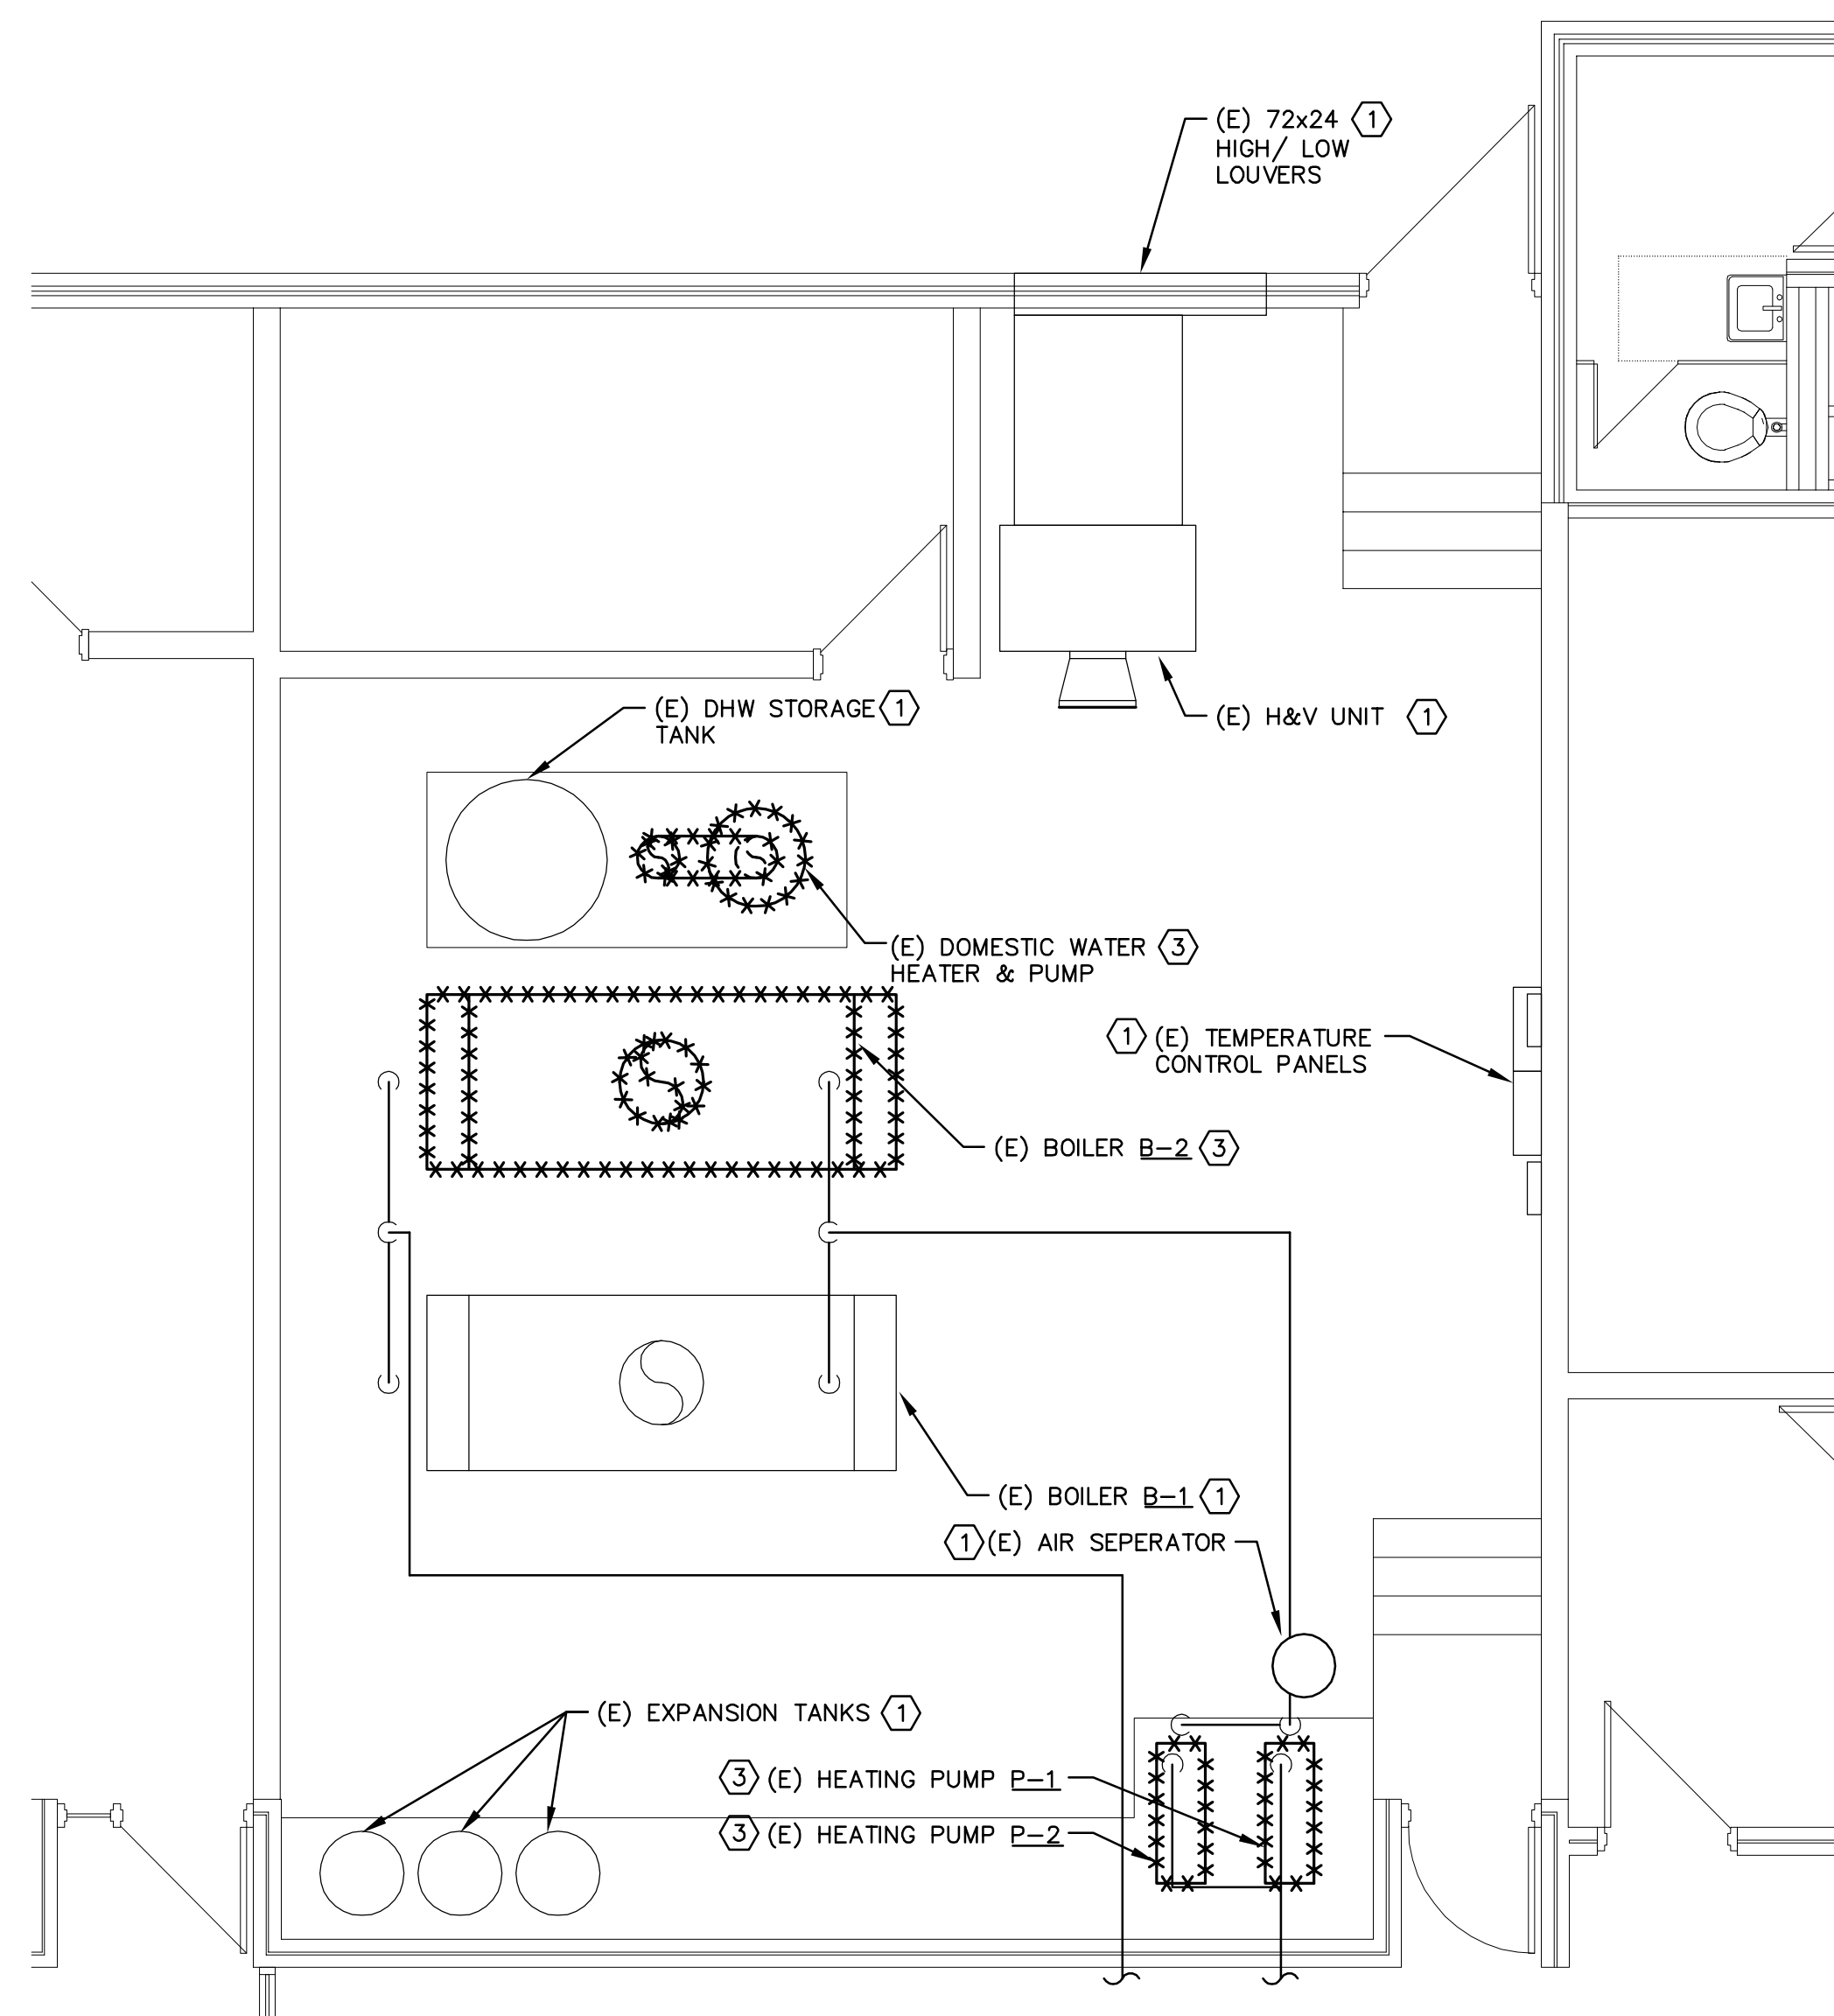 (E) 72x24 1
HIGH/ LOW
LOUVERS
(E) DHW STORAGE 1
TANK
(E) H&V UNIT 1
(E) DOMESTIC WATER 3
HEATER & PUMP
1 (E) TEMPERATURE
CONTROL PANELS
(E) BOILER B-2 3
(E) BOILER B-1 1
1 (E) AIR SEPERATOR
(E) EXPANSION TANKS 1
3 (E) HEATING PUMP P-1
3 (E) HEATING PUMP P-2